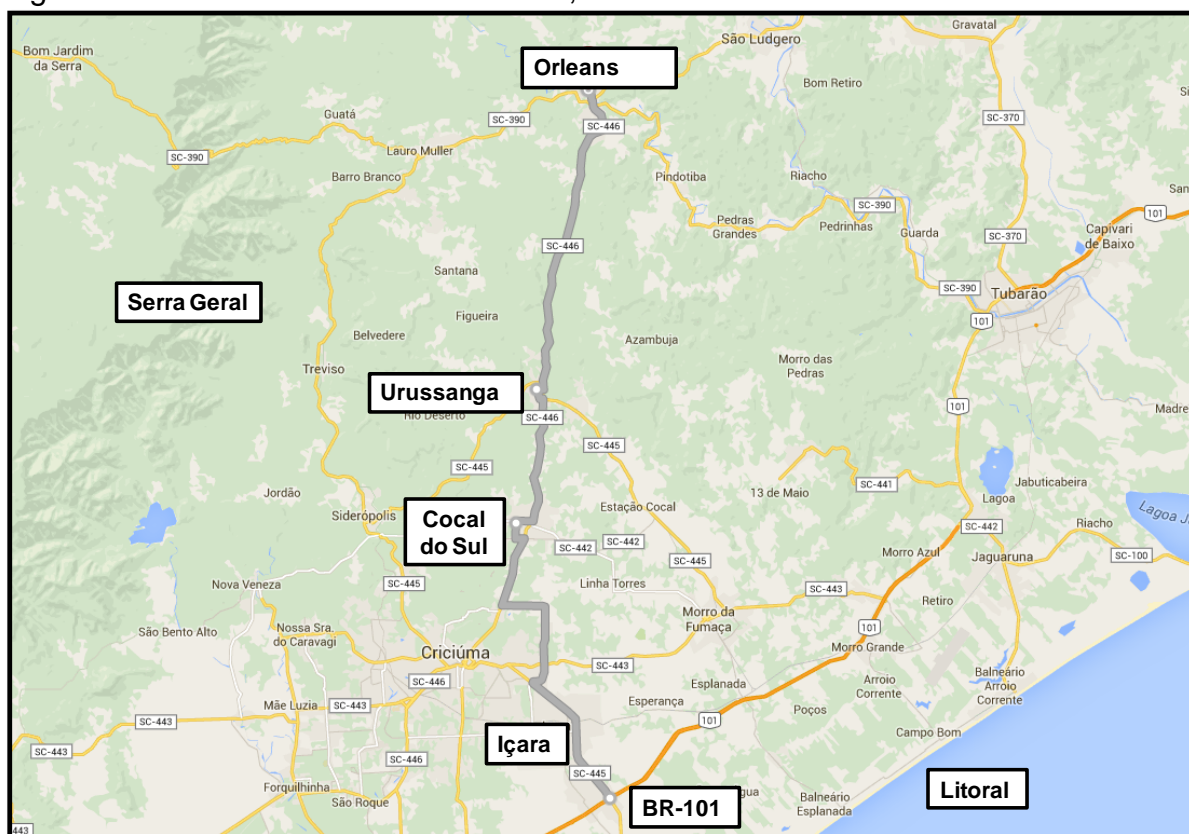 Gravatal
São Ludgero
Bom Jardim
da Serra
Orleans
Bom Retiro
Guatá
SC-390
SC-446
SC-370
SC-390
Lauro Muller
Barro Branco
Pindotiba
Riacho
SC-390
Pedras
Grandes
Pedrinhas
Guarda
101
Capivari
de Baixo
SC-446
SC-370
Santana
Serra Geral
SC-390
Tubarão
Figueira
101
Belvedere
Azambuja
Morro das
Pedras
Treviso
Urussanga
Rio Deserto
SC-446
101
Madre
SC-445
SC-445
SC-441
Jordão
13 de Maio
Lagoa
Jabuticabeira
Siderópolis
Cocal
do Sul
Estação Cocal
SC-442
SC-442
SC-442
Riacho
Morro Azul
Jaguaruna
SC-100
SC-445
SC-445
Nova Veneza
Linha Torres
SC-443
Retiro
São Bento Alto
Nossa Sra.
do Caravagi
Morro da
Fumaça
101
Criciúma
SC-443
Morro Grande
SC-446
Balneário
Arroio
Corrente
Mãe Luzia
SC-443
Esperança
Esplanada
Arroio
Corrente
SC-443
Poços
101
Campo Bom
SC-443
Içara
SC-446
SC-445
Forquilhinha
São Roque
BR-101
Balneário
Esplanada
Litoral
443